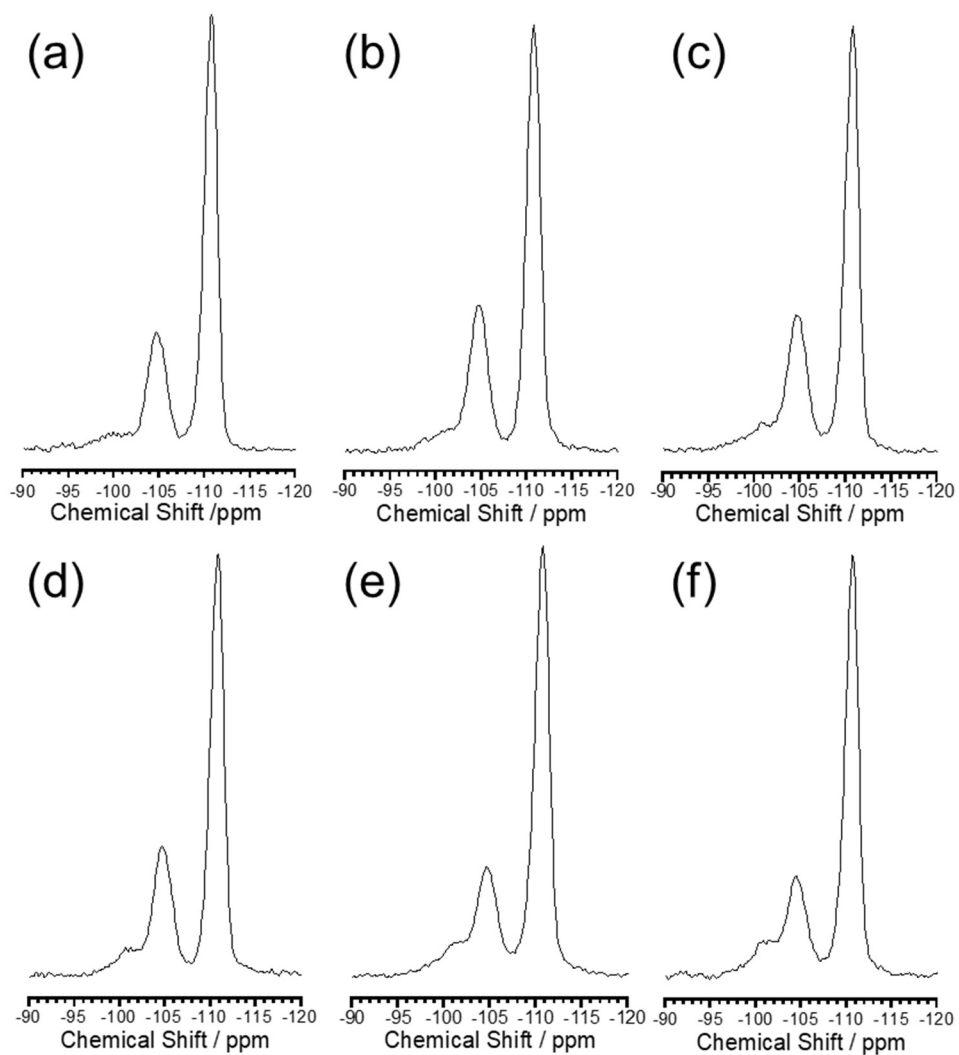 (a) (b) (c)
-90 -95 -100 -105 -110 -115 -120 -90 -95 -100 -105 -110 -115 -120 -90 -95 -100 -105 -110 -115 -120
Chemical Shift /ppm Chemical Shift / ppm Chemical Shift / ppm
(d) (e) (f)
-90 -95 -100 -105 -110 -115 -120 -90 -95 -100 -105 -110 -115 -120 -90 -95 -100 -105 -110 -115 -120
Chemical Shift / ppm Chemical Shift / ppm Chemical Shift / ppm